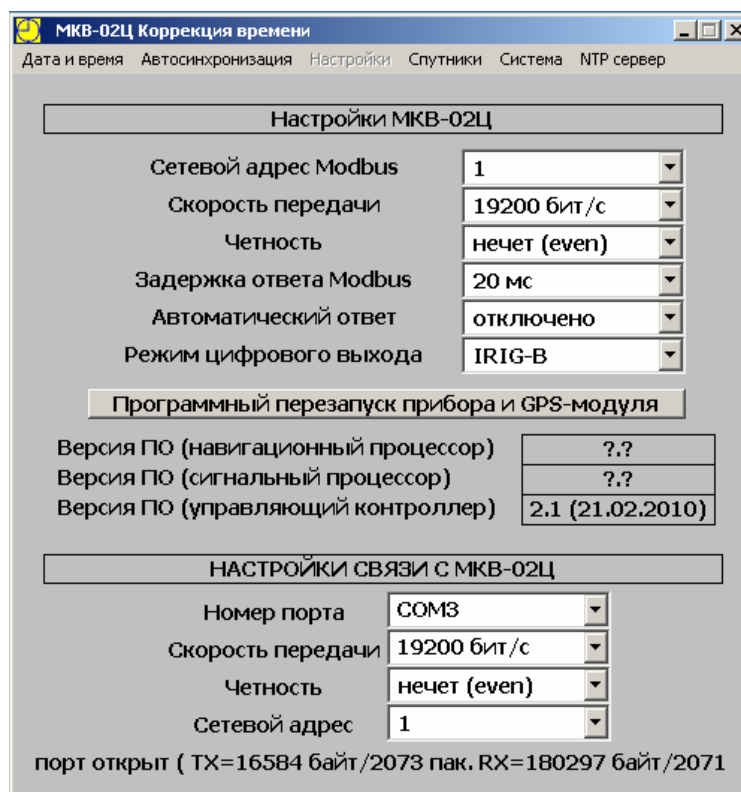 МКВ-02Ц Коррекция времени
Дата и время Автосинхронизация Настройки Спутники Система NTP сервер
Настройки МКВ-02Ц
Сетевой адрес Modbus 1
Скорость передачи 19200 бит/с
Четность нечет (even)
Задержка ответа Modbus 20 мс
Автоматический ответ отключено
Режим цифрового выхода IRIG-B
Программный перезапуск прибора и GPS-модуля
Версия ПО (навигационный процессор) ?.?
Версия ПО (сигнальный процессор) ?.?
Версия ПО (управляющий контроллер) 2.1 (21.02.2010)
НАСТРОЙКИ СВЯЗИ С МКВ-02Ц
Номер порта COM3
Скорость передачи 19200 бит/с
Четность нечет (even)
Сетевой адрес 1
порт открыт ( TX=16584 байт/2073 пак. RX=180297 байт/2071